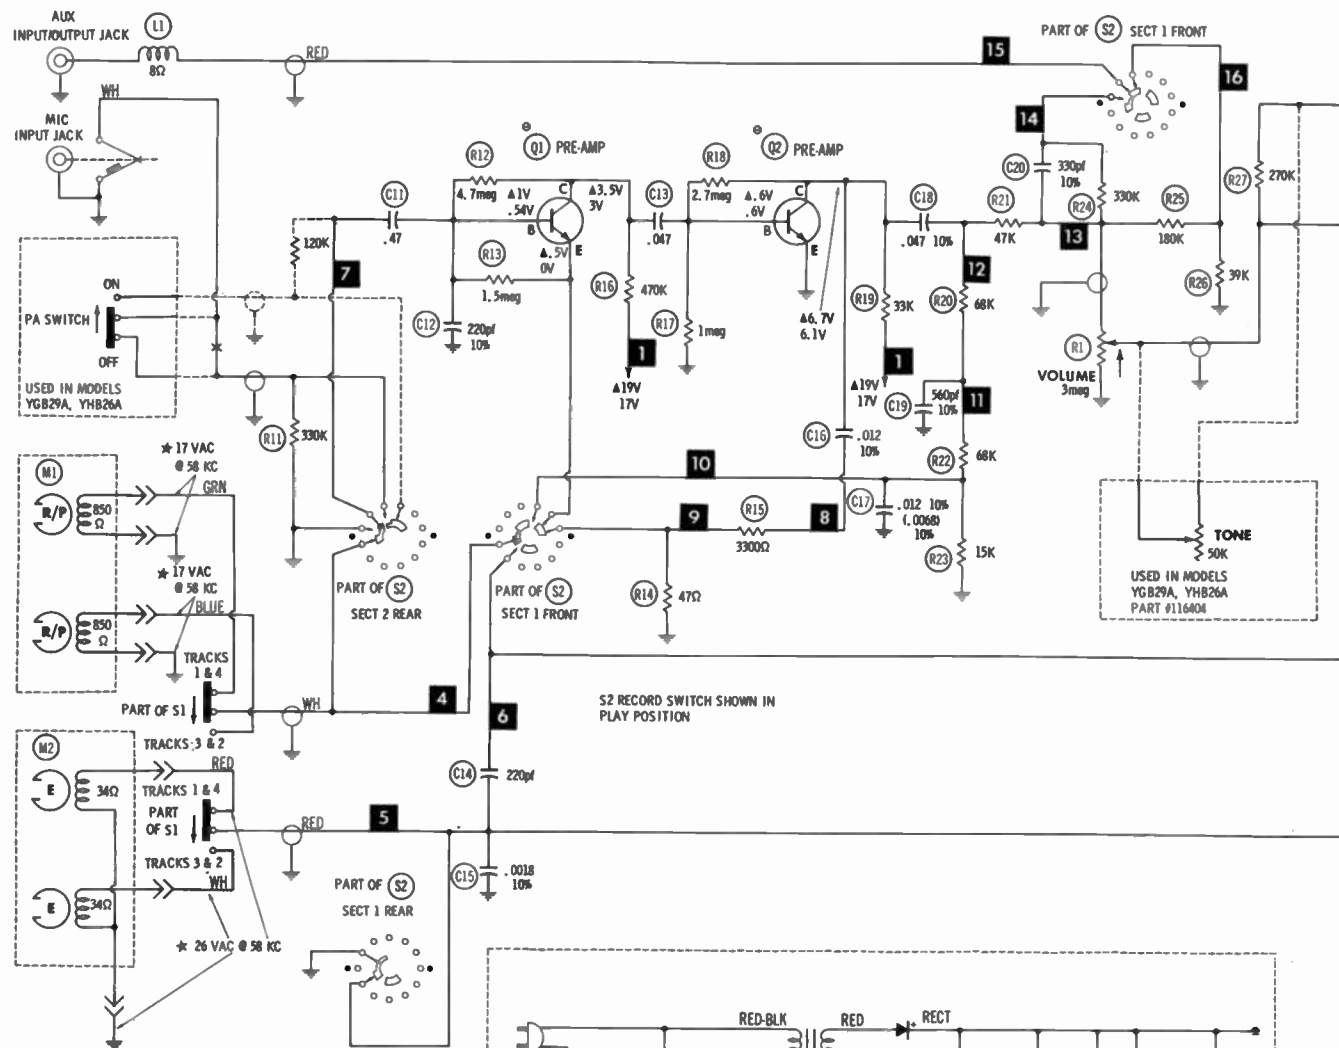 AUX
INPUT/OUTPUT JACK
L1
8Ω
RED
WH
MIC
INPUT JACK
15
PART OF S2 SECT 1 FRONT
16
14
C20
330pf
10%
R24
330K
R25
180K
R26
39K
R27
270K
R12
4.7meg
Q1 PRE-AMP
▲1V
.54V
▲3.5V
3V
C
B
E
▲.5V
0V
C11
.47
R13
1.5meg
C12
220pf
10%
C13
.047
R16
470K
1
▲19V
17V
R17
1meg
R18
2.7meg
Q2 PRE-AMP
▲.6V
.6V
C
B
E
▲6.7V
6.1V
C18
.047 10%
R19
33K
1
▲19V
17V
R21
47K
13
12
R20
68K
C19
560pf
10%
11
R22
68K
R1
VOLUME
3meg
120K
7
ON
PA SWITCH
OFF
USED IN MODELS
YGB29A, YHB26A
R11
330K
C16
.012
10%
10
C17
.012 10%
(.0068)
10%
9
R15
3300Ω
8
R14
47Ω
R23
15K
TONE
50K
USED IN MODELS
YGB29A, YHB26A
PART #116404
M1
★ 17 VAC
@ 58 KC
GRN
R/P
850
Ω
★ 17 VAC
@ 58 KC
BLUE
R/P
850
Ω
TRACKS
1 & 4
PART OF S1
TRACKS 3 & 2
WH
PART OF S2
SECT 2 REAR
PART OF S2
SECT 1 FRONT
4
6
S2 RECORD SWITCH SHOWN IN
PLAY POSITION
M2
RED
E
34Ω
TRACKS 1 & 4
PART
OF S1
TRACKS 3 & 2
WH
E
34Ω
★ 26 VAC @ 58 KC
RED
5
C14
220pf
C15
.0018
10%
PART OF S2
SECT 1 REAR
RED-BLK
RED
RECT